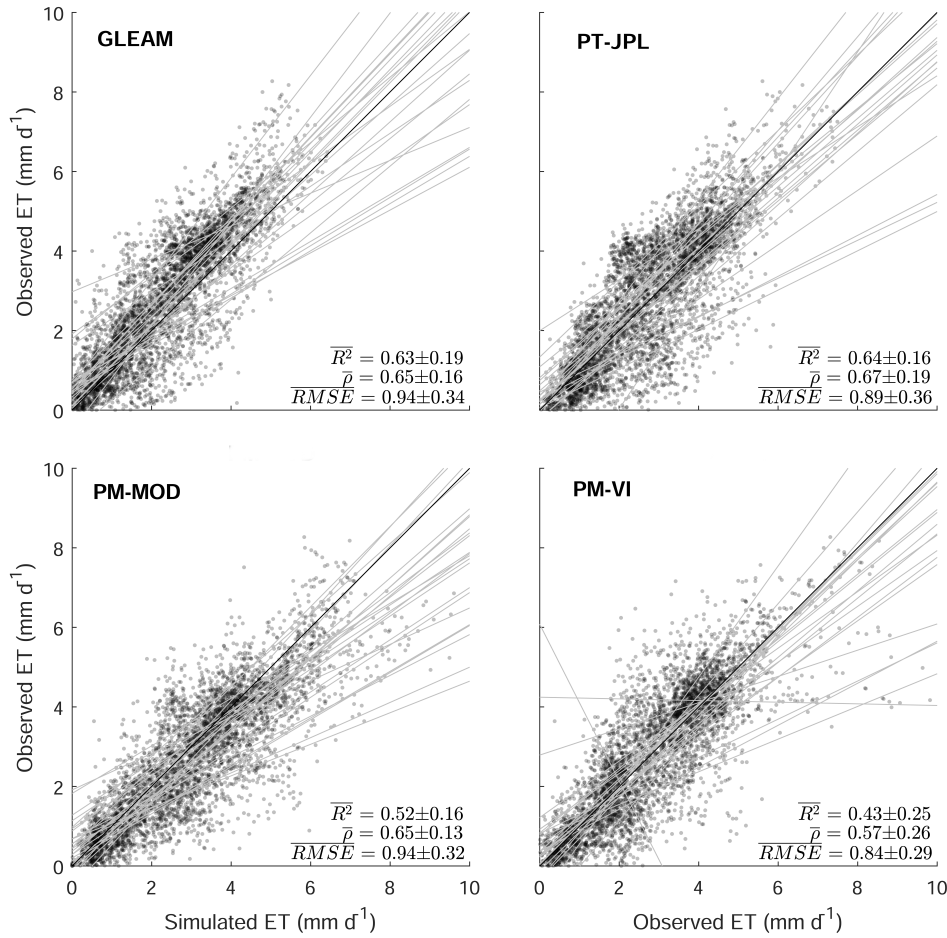 GLEAM
10
8
6
4
2
0
Observed ET (mm d-1)
R² = 0.63±0.19
ρ = 0.65±0.16
RMSE = 0.94±0.34
PT-JPL
R² = 0.64±0.16
ρ = 0.67±0.19
RMSE = 0.89±0.36
PM-MOD
10
8
6
4
2
0
Observed ET (mm d-1)
R² = 0.52±0.16
ρ = 0.65±0.13
RMSE = 0.94±0.32
0 2 4 6 8 10
Simulated ET (mm d-1)
PM-VI
R² = 0.43±0.25
ρ = 0.57±0.26
RMSE = 0.84±0.29
0 2 4 6 8 10
Observed ET (mm d-1)